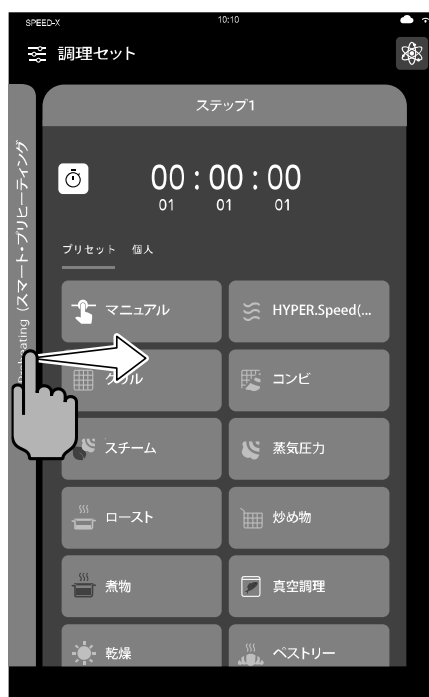 SPEED-X
10:10
調理セット
ステップ1
00 : 00 : 00
01 01 01
プリセット 個人
(スマート・プリヒーティング
マニュアル
HYPER.Speed(...
グリル
コンビ
スチーム
蒸気圧力
ロースト
炒め物
煮物
真空調理
乾燥
ペストリー